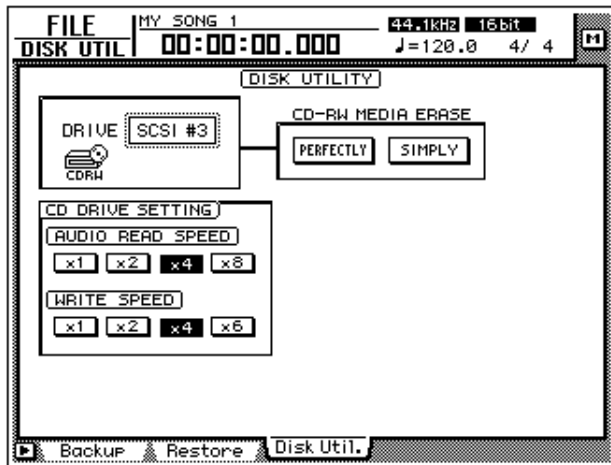 FILE
DISK UTIL
MY SONG 1
00:00:00.000
44.1kHz 16bit
♩=120.0 4/ 4
M
DISK UTILITY
DRIVE SCSI #3
CDRW
CD-RW MEDIA ERASE
PERFECTLY SIMPLY
CD DRIVE SETTING
AUDIO READ SPEED
x1 x2 x4 x8
WRITE SPEED
x1 x2 x4 x6
Backup Restore Disk Util.